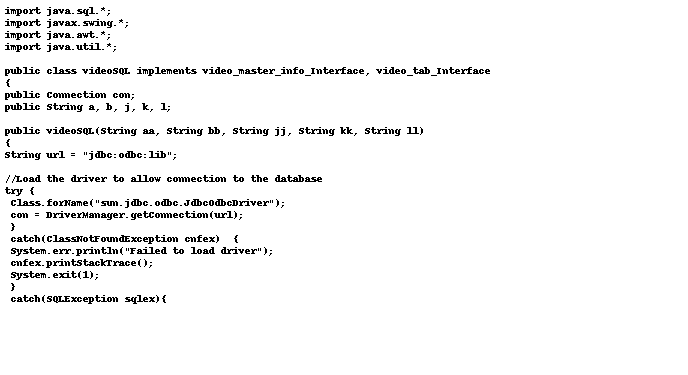 import java.sql.*;
import javax.swing.*;
import java.awt.*;
import java.util.*;
public class videoSQL implements video_master_info_Interface, video_tab_Interface
{
public Connection con;
public String a, b, j, k, l;
public videoSQL(String aa, String bb, String jj, String kk, String ll)
{
String url = "jdbc:odbc:lib";
//Load the driver to allow connection to the database
try {
Class.forName("sun.jdbc.odbc.JdbcOdbcDriver");
con = DriverManager.getConnection(url);
}
catch(ClassNotFoundException cnfex)  {
System.err.println("Failed to load driver");
cnfex.printStackTrace();
System.exit(1);
}
catch(SQLException sqlex){